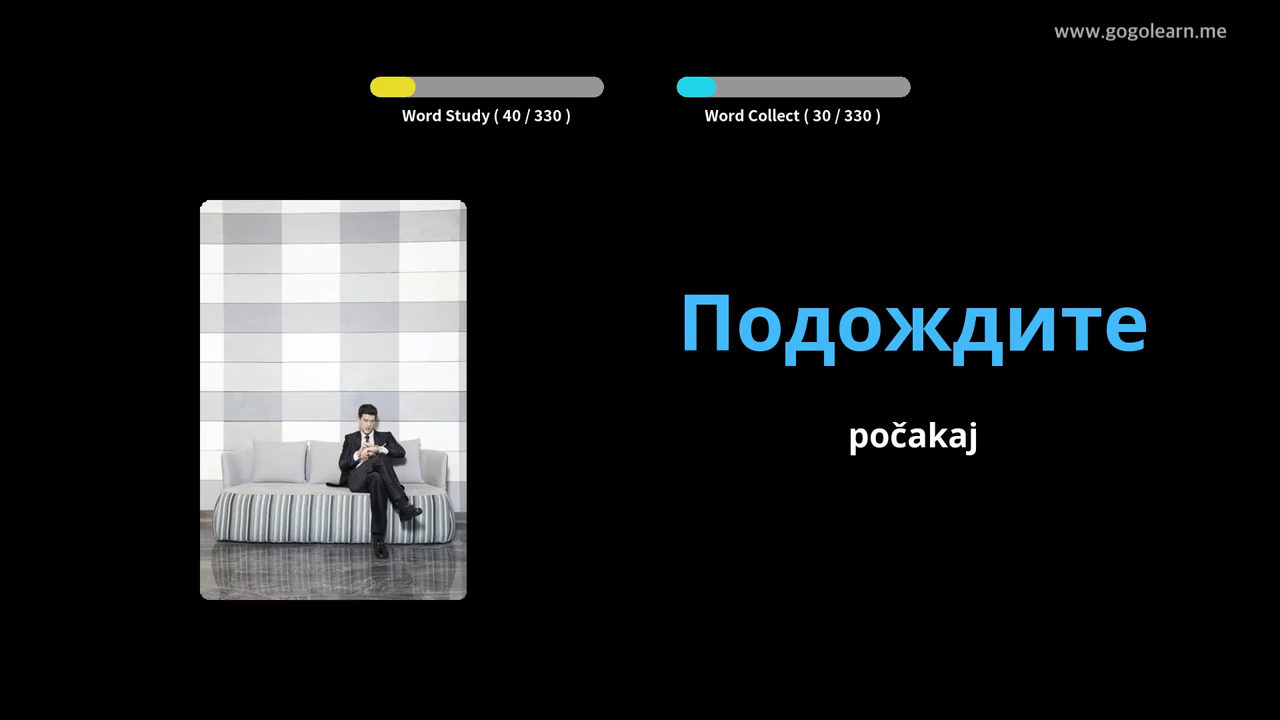 www.gogolearn.me
Word Study ( 40 / 330 )
Word Collect ( 30 / 330 )
Подождите
počakaj